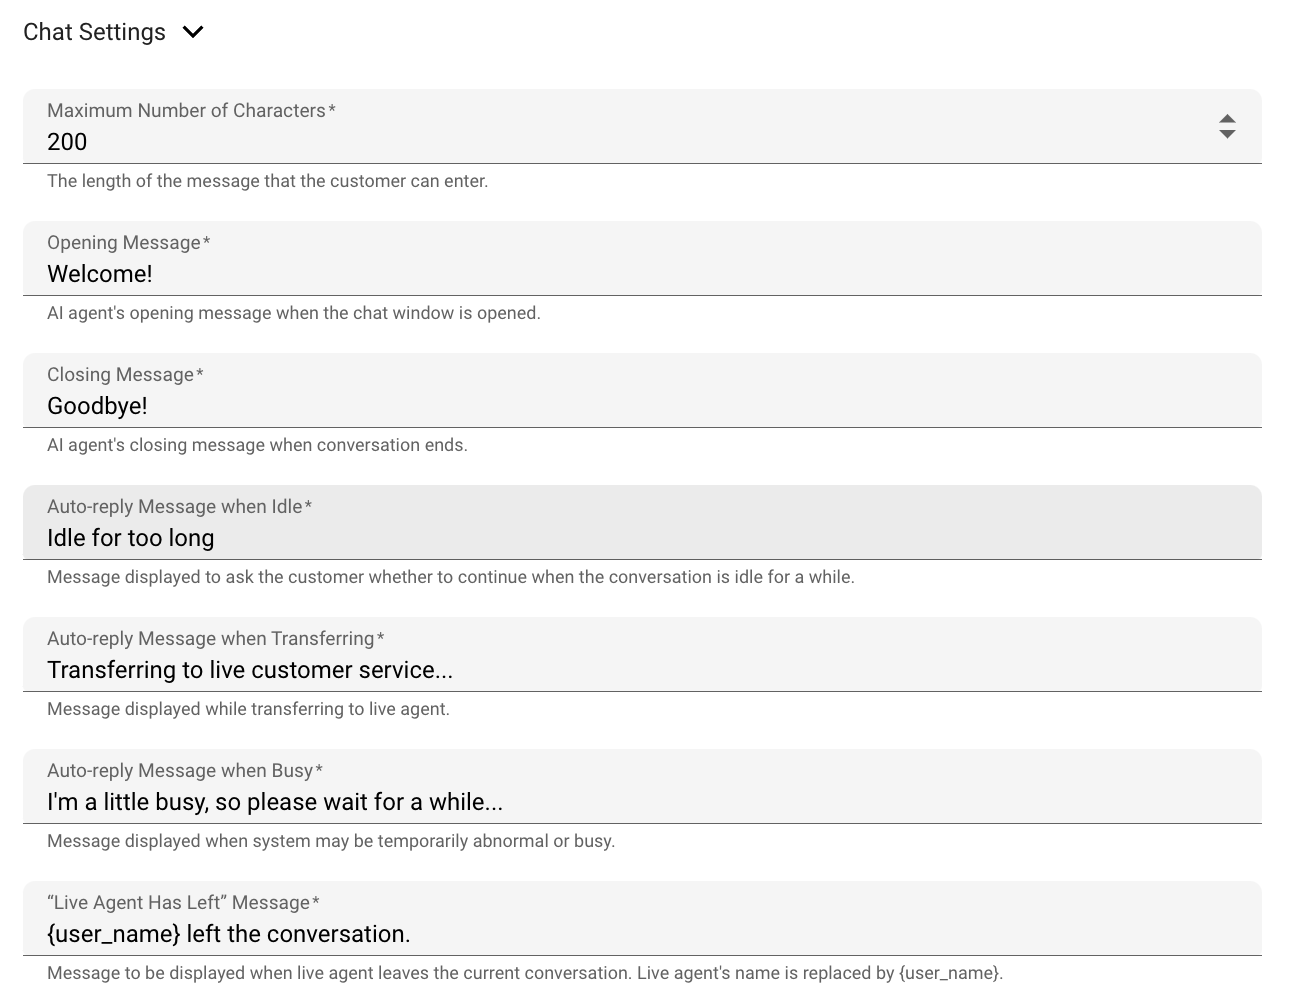 Chat Settings
Maximum Number of Characters*
200
The length of the message that the customer can enter.
Opening Message*
Welcome!
AI agent's opening message when the chat window is opened.
Closing Message*
Goodbye!
AI agent's closing message when conversation ends.
Auto-reply Message when Idle*
Idle for too long
Message displayed to ask the customer whether to continue when the conversation is idle for a while.
Auto-reply Message when Transferring*
Transferring to live customer service...
Message displayed while transferring to live agent.
Auto-reply Message when Busy*
I'm a little busy, so please wait for a while...
Message displayed when system may be temporarily abnormal or busy.
“Live Agent Has Left” Message*
{user_name} left the conversation.
Message to be displayed when live agent leaves the current conversation. Live agent's name is replaced by {user_name}.